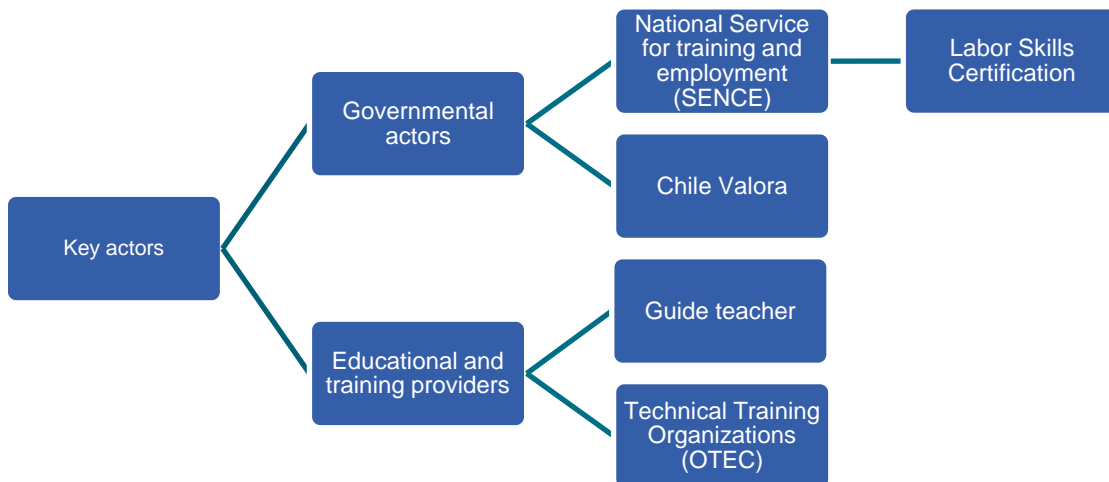 National Service
for training and
employment
(SENCE)
Labor Skills
Certification
Governmental
actors
Chile Valora
Key actors
Guide teacher
Educational and
training providers
Technical Training
Organizations
(OTEC)